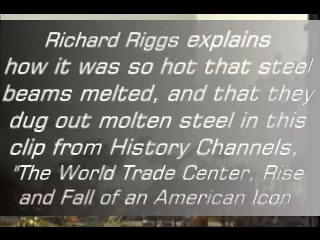 Richard Riggs explains
how it was so hot that steel
beams melted, and that they
dug out molten steel in this
clip from History Channels,
"The World Trade Center, Rise
and Fall of an American Icon".